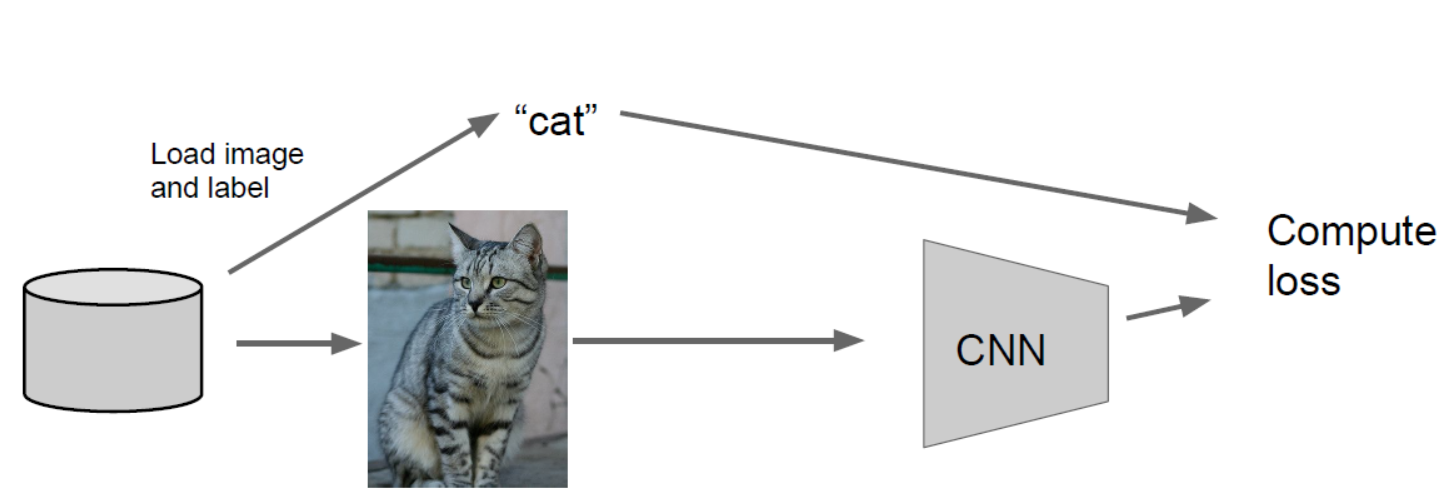 “cat”
Load image
and label
Compute
loss
CNN